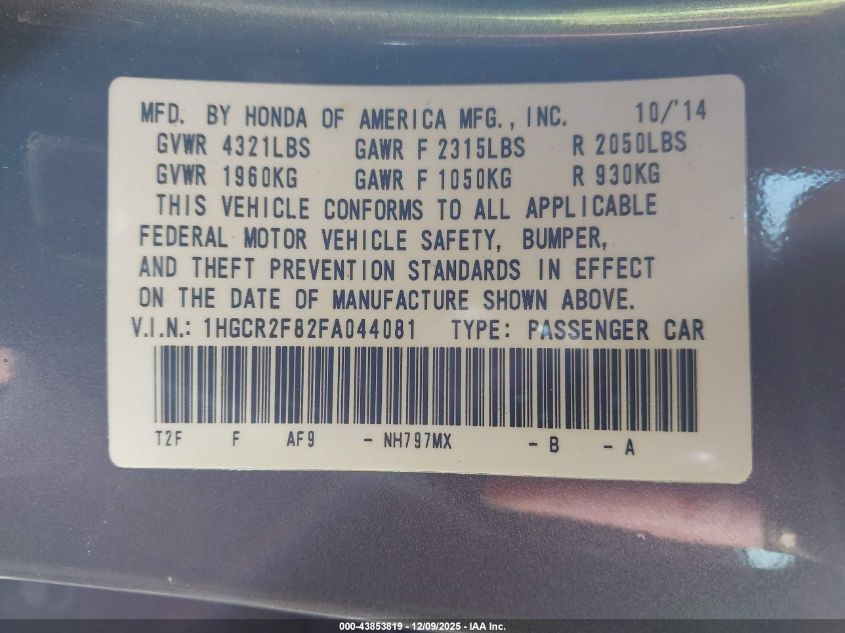 MFD. BY HONDA OF AMERICA MFG., INC. 10/'14
GVWR 4321LBS GAWR F 2315LBS R 2050LBS
GVWR 1960KG GAWR F 1050KG R 930KG
THIS VEHICLE CONFORMS TO ALL APPLICABLE
FEDERAL MOTOR VEHICLE SAFETY, BUMPER,
AND THEFT PREVENTION STANDARDS IN EFFECT
ON THE DATE OF MANUFACTURE SHOWN ABOVE.
V.I.N.: 1HGCR2F82FA044081 TYPE: PASSENGER CAR
T2F F AF9 - NH797MX - B - A
000-43853819 - 12/09/2025 - IAA Inc.